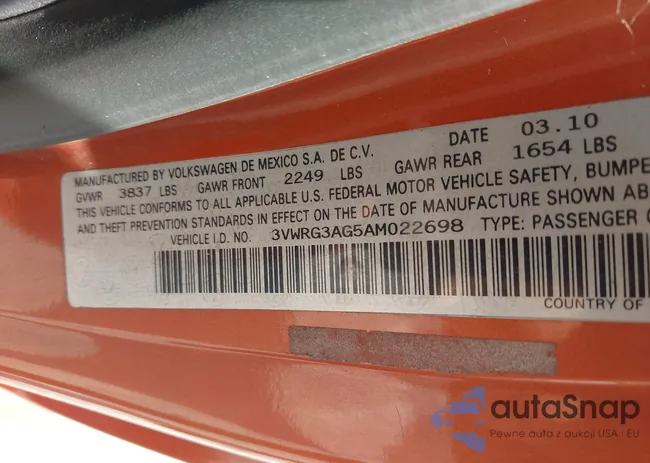 MANUFACTURED BY VOLKSWAGEN DE MEXICO S.A. DE C.V. DATE 03.10
GVWR 3837 LBS GAWR FRONT 2249 LBS GAWR REAR 1654 LBS
THIS VEHICLE CONFORMS TO ALL APPLICABLE U.S. FEDERAL MOTOR VEHICLE SAFETY, BUMPE
AND THEFT PREVENTION STANDARDS IN EFFECT ON THE DATE OF MANUFACTURE SHOWN AB
VEHICLE I.D. NO. 3VWRG3AG5AM022698 TYPE: PASSENGER C
COUNTRY OF
autaSnap
Pewne auta z aukcji USA i EU